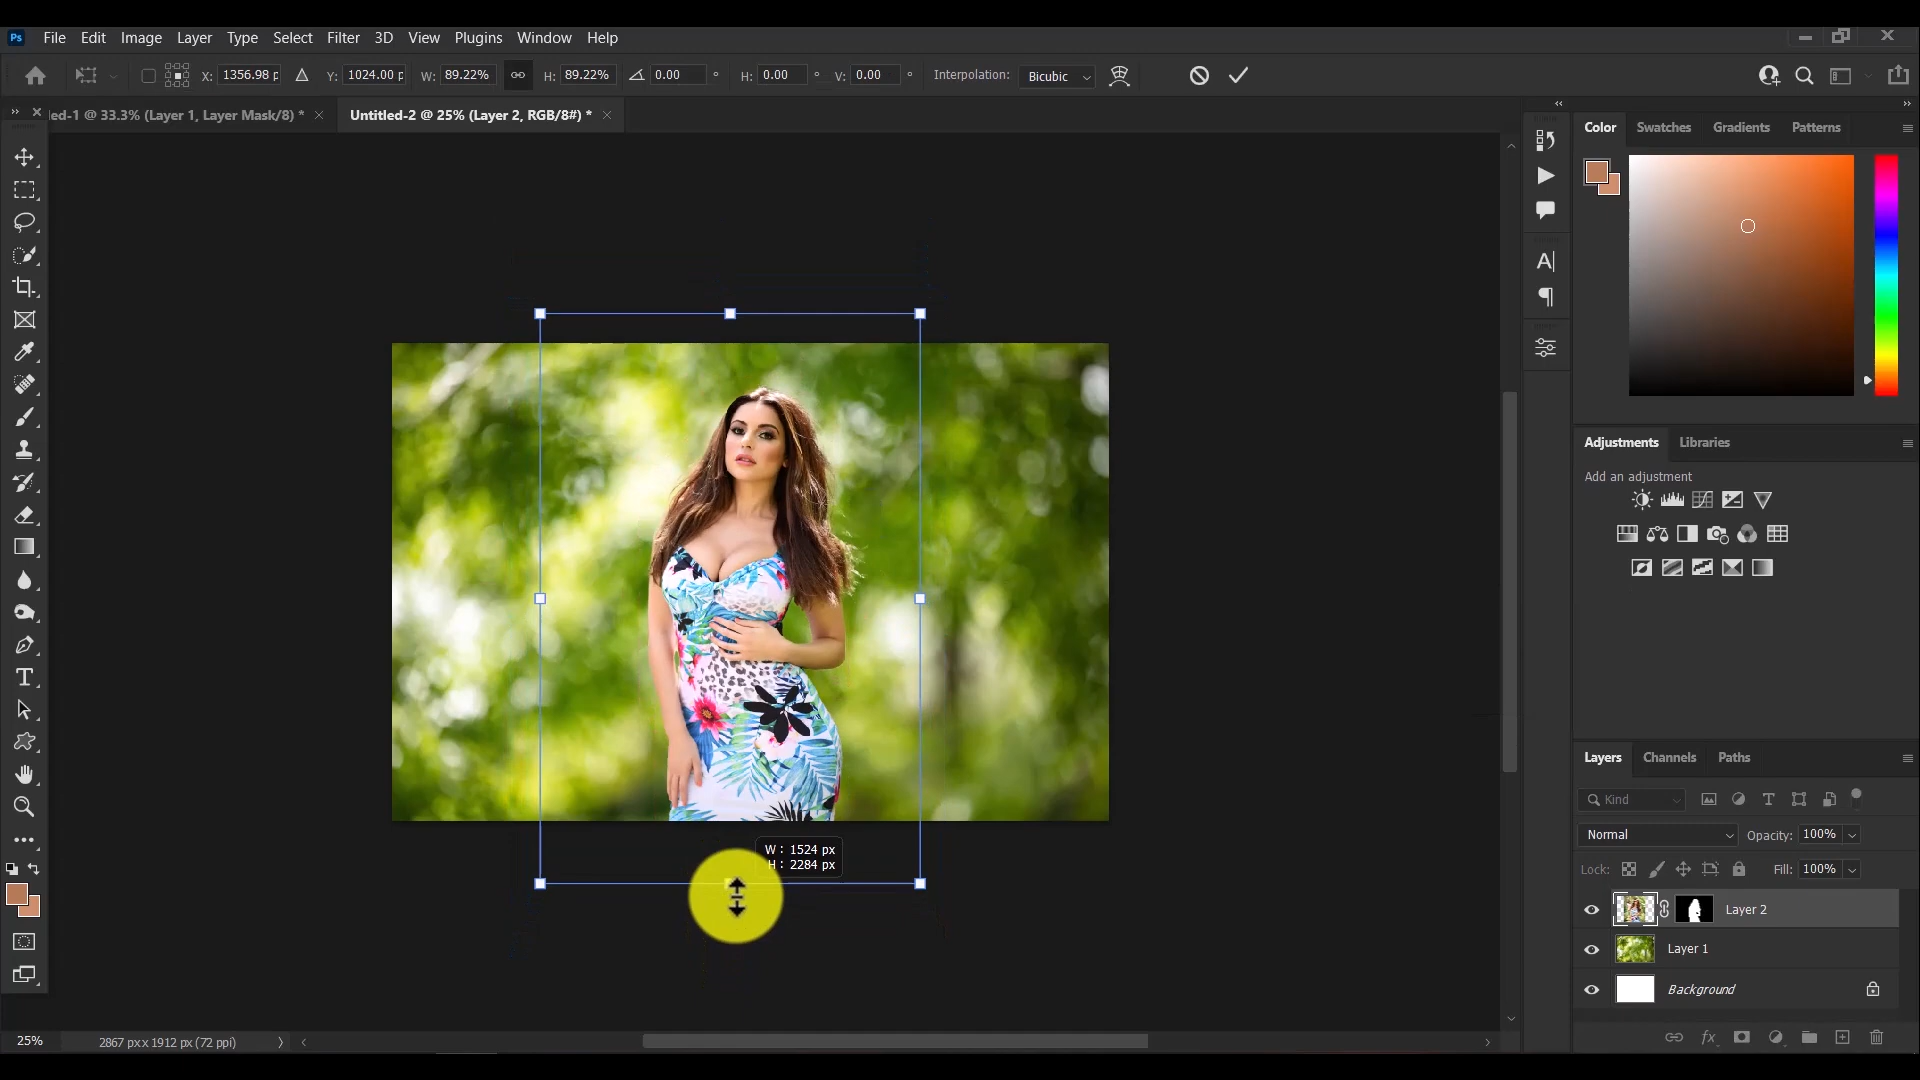 Ps File Edit Image Layer Type Select Filter 3D View Plugins Window Help
X: 1356.98 p Y: 1024.00 p W: 89.22% H: 89.22% 0.00 ° H: 0.00 ° V: 0.00 ° Interpolation: Bicubic
ed-1 @ 33.3% (Layer 1, Layer Mask/8) * Untitled-2 @ 25% (Layer 2, RGB/8#) *
Color Swatches Gradients Patterns
Adjustments Libraries
Add an adjustment
W: 1524 px
H: 2284 px
Layers Channels Paths
Kind
Normal Opacity: 100%
Lock: Fill: 100%
Layer 2
Layer 1
Background
25% 2867 px x 1912 px (72 ppi)